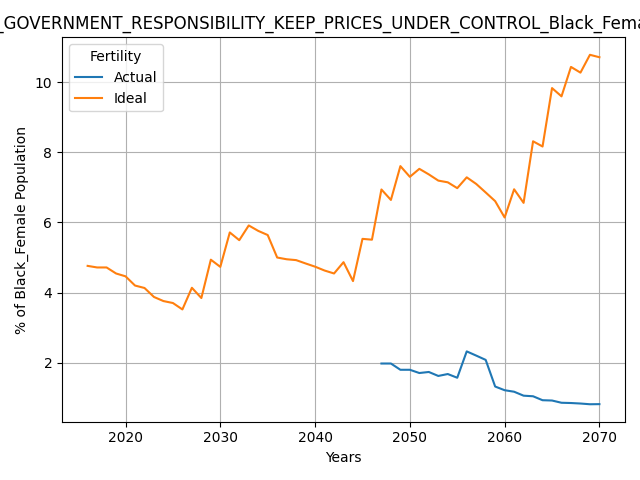 _GOVERNMENT_RESPONSIBILITY_KEEP_PRICES_UNDER_CONTROL_Black_Fema
Fertility
Actual
Ideal
% of Black_Female Population
10
8
6
4
2
2020 2030 2040 2050 2060 2070
Years